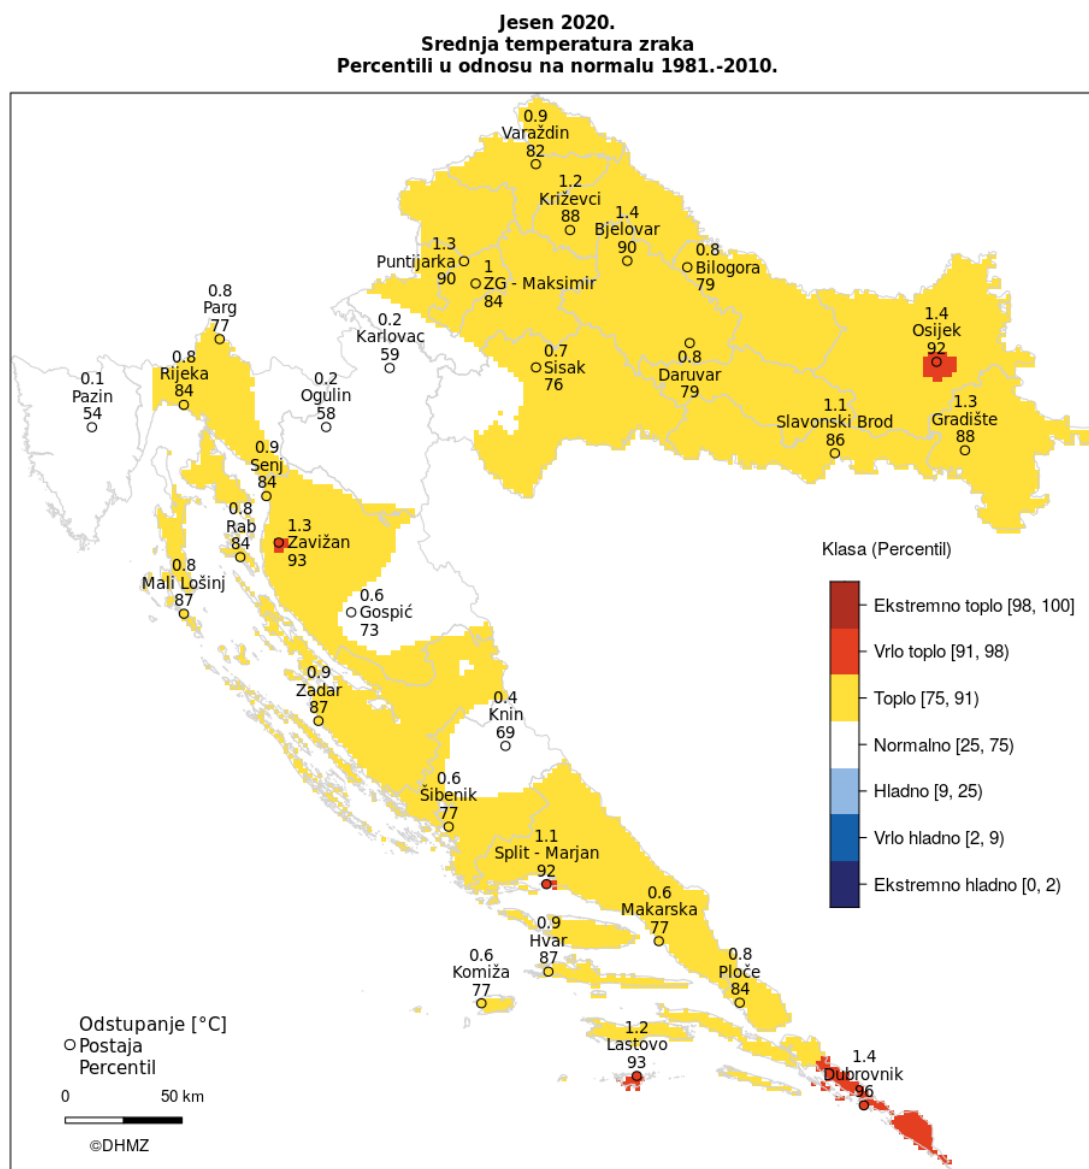 Jesen 2020.
Srednja temperatura zraka
Percentili u odnosu na normalu 1981.-2010.
0.9
Varaždin
82
1.2
Križevci
88
1.4
Bjelovar
90
1.3
Puntijarka
90
1
ZG - Maksimir
84
0.8
Bilogora
79
0.8
Parg
77
0.2
Karlovac
59
1.4
Osijek
92
0.8
Rijeka
84
0.1
Pazin
54
0.2
Ogulin
58
0.7
Sisak
76
0.8
Daruvar
79
1.1
Slavonski Brod
86
1.3
Gradište
88
0.9
Senj
84
0.8
Rab
84
1.3
Zavižan
93
0.8
Mali Lošinj
87
0.6
Gospić
73
0.9
Zadar
87
0.4
Knin
69
0.6
Šibenik
77
1.1
Split - Marjan
92
0.6
Makarska
77
0.9
Hvar
87
0.6
Komiža
77
0.8
Ploče
84
1.2
Lastovo
93
1.4
Dubrovnik
96
Klasa (Percentil)
Ekstremno toplo [98, 100]
Vrlo toplo [91, 98)
Toplo [75, 91)
Normalno [25, 75)
Hladno [9, 25)
Vrlo hladno [2, 9)
Ekstremno hladno [0, 2)
Odstupanje [°C]
Postaja
Percentil
0 50 km
©DHMZ